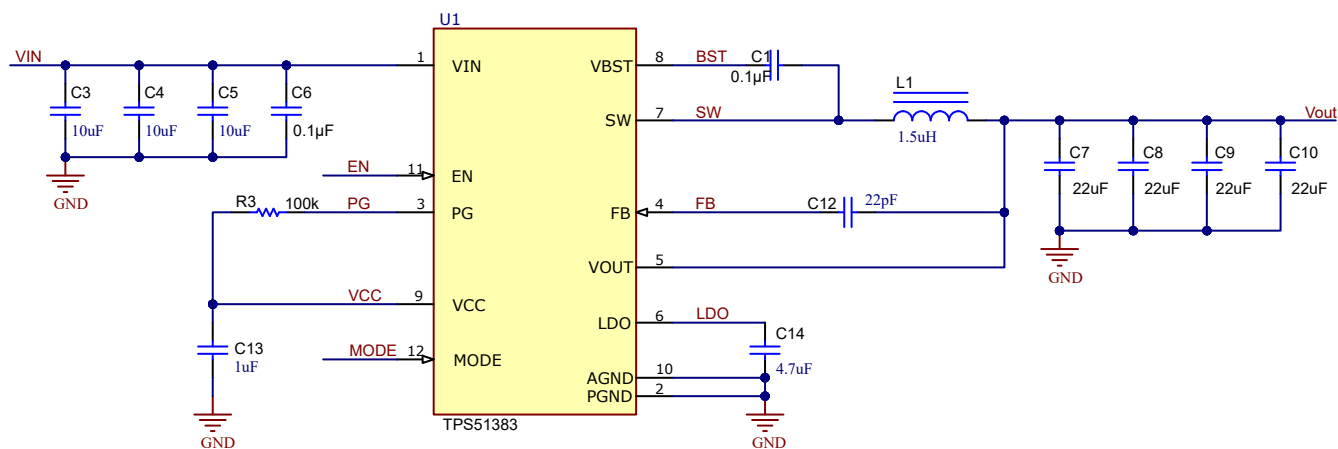 U1
VIN
1
VIN
VBST
8
BST
C1
0.1µF
C3
10uF
C4
10uF
C5
10uF
C6
0.1µF
GND
SW
7
SW
L1
1.5uH
Vout
C7
22uF
C8
22uF
C9
22uF
C10
22uF
GND
EN
11
EN
R3
100k
PG
3
PG
FB
4
FB
C12
22pF
VOUT
5
VCC
9
VCC
LDO
6
LDO
C13
1uF
GND
MODE
12
MODE
C14
4.7uF
AGND
10
PGND
2
GND
TPS51383